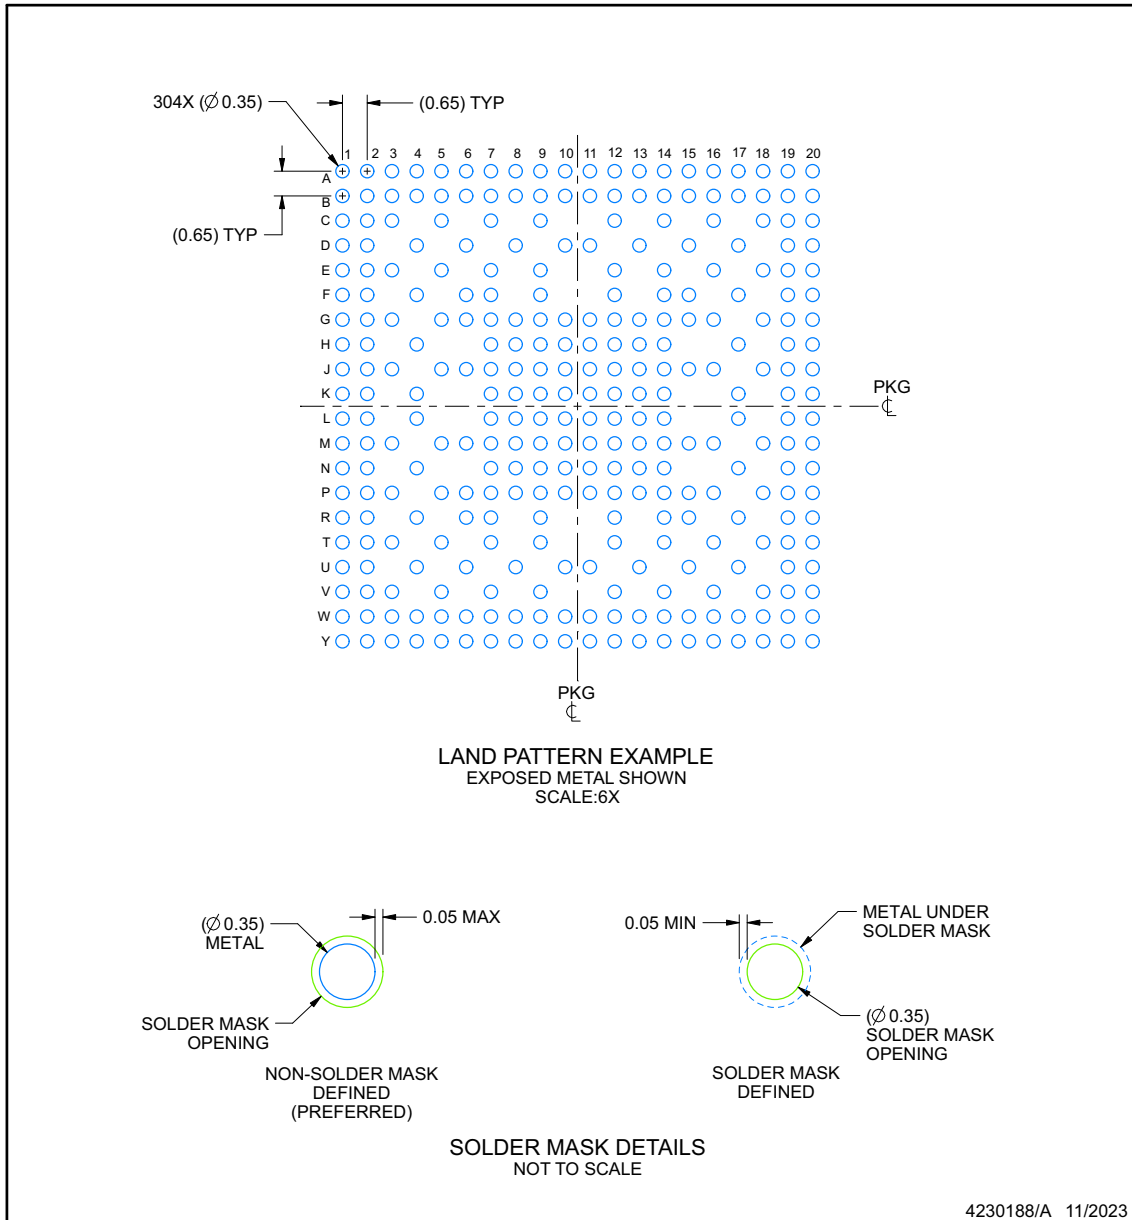 304X (∅ 0.35)
(0.65) TYP
1 2 3 4 5 6 7 8 9 10 11 12 13 14 15 16 17 18 19 20
A
B
(0.65) TYP
C
D
E
F
G
H
J
K
PKG
℄
L
M
N
P
R
T
U
V
W
Y
PKG
℄
LAND PATTERN EXAMPLE
EXPOSED METAL SHOWN
SCALE:6X
(∅ 0.35)
METAL
0.05 MAX
SOLDER MASK
OPENING
NON-SOLDER MASK
DEFINED
(PREFERRED)
0.05 MIN
METAL UNDER
SOLDER MASK
(∅ 0.35)
SOLDER MASK
OPENING
SOLDER MASK
DEFINED
SOLDER MASK DETAILS
NOT TO SCALE
4230188/A 11/2023